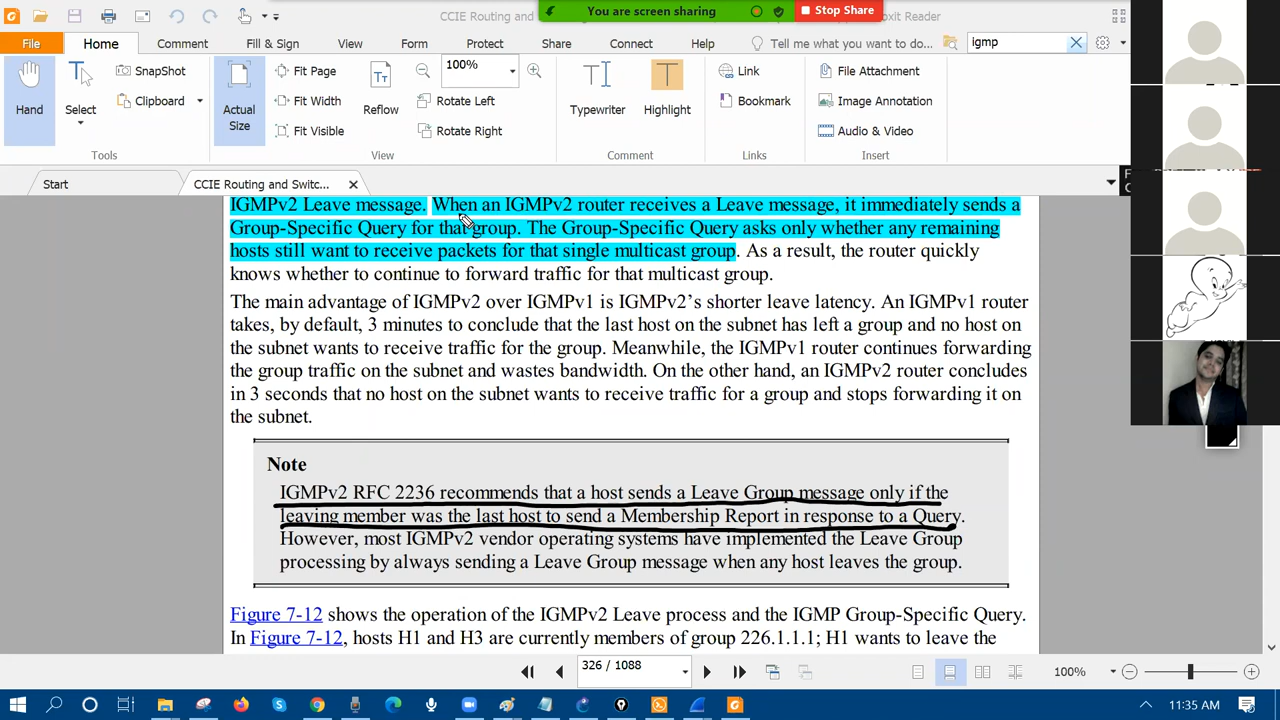 CCIE Routing and Switching
You are screen sharing
Stop Share
oxit Reader
File
Home
Comment
Fill & Sign
View
Form
Protect
Share
Connect
Help
Tell me what you want to do...
igmp
Hand
Select
SnapShot
Clipboard
Actual
Size
Fit Page
Fit Width
Fit Visible
Reflow
100%
Rotate Left
Rotate Right
Typewriter
Highlight
Link
Bookmark
File Attachment
Image Annotation
Audio & Video
Tools
View
Comment
Links
Insert
Start
CCIE Routing and Switc...
IGMPv2 Leave message. When an IGMPv2 router receives a Leave message, it immediately sends a
Group-Specific Query for that group. The Group-Specific Query asks only whether any remaining
hosts still want to receive packets for that single multicast group. As a result, the router quickly
knows whether to continue to forward traffic for that multicast group.
The main advantage of IGMPv2 over IGMPv1 is IGMPv2's shorter leave latency. An IGMPv1 router
takes, by default, 3 minutes to conclude that the last host on the subnet has left a group and no host on
the subnet wants to receive traffic for the group. Meanwhile, the IGMPv1 router continues forwarding
the group traffic on the subnet and wastes bandwidth. On the other hand, an IGMPv2 router concludes
in 3 seconds that no host on the subnet wants to receive traffic for a group and stops forwarding it on
the subnet.
Note
IGMPv2 RFC 2236 recommends that a host sends a Leave Group message only if the
leaving member was the last host to send a Membership Report in response to a Query.
However, most IGMPv2 vendor operating systems have implemented the Leave Group
processing by always sending a Leave Group message when any host leaves the group.
Figure 7-12 shows the operation of the IGMPv2 Leave process and the IGMP Group-Specific Query.
In Figure 7-12, hosts H1 and H3 are currently members of group 226.1.1.1; H1 wants to leave the
326 / 1088
100%
11:35 AM